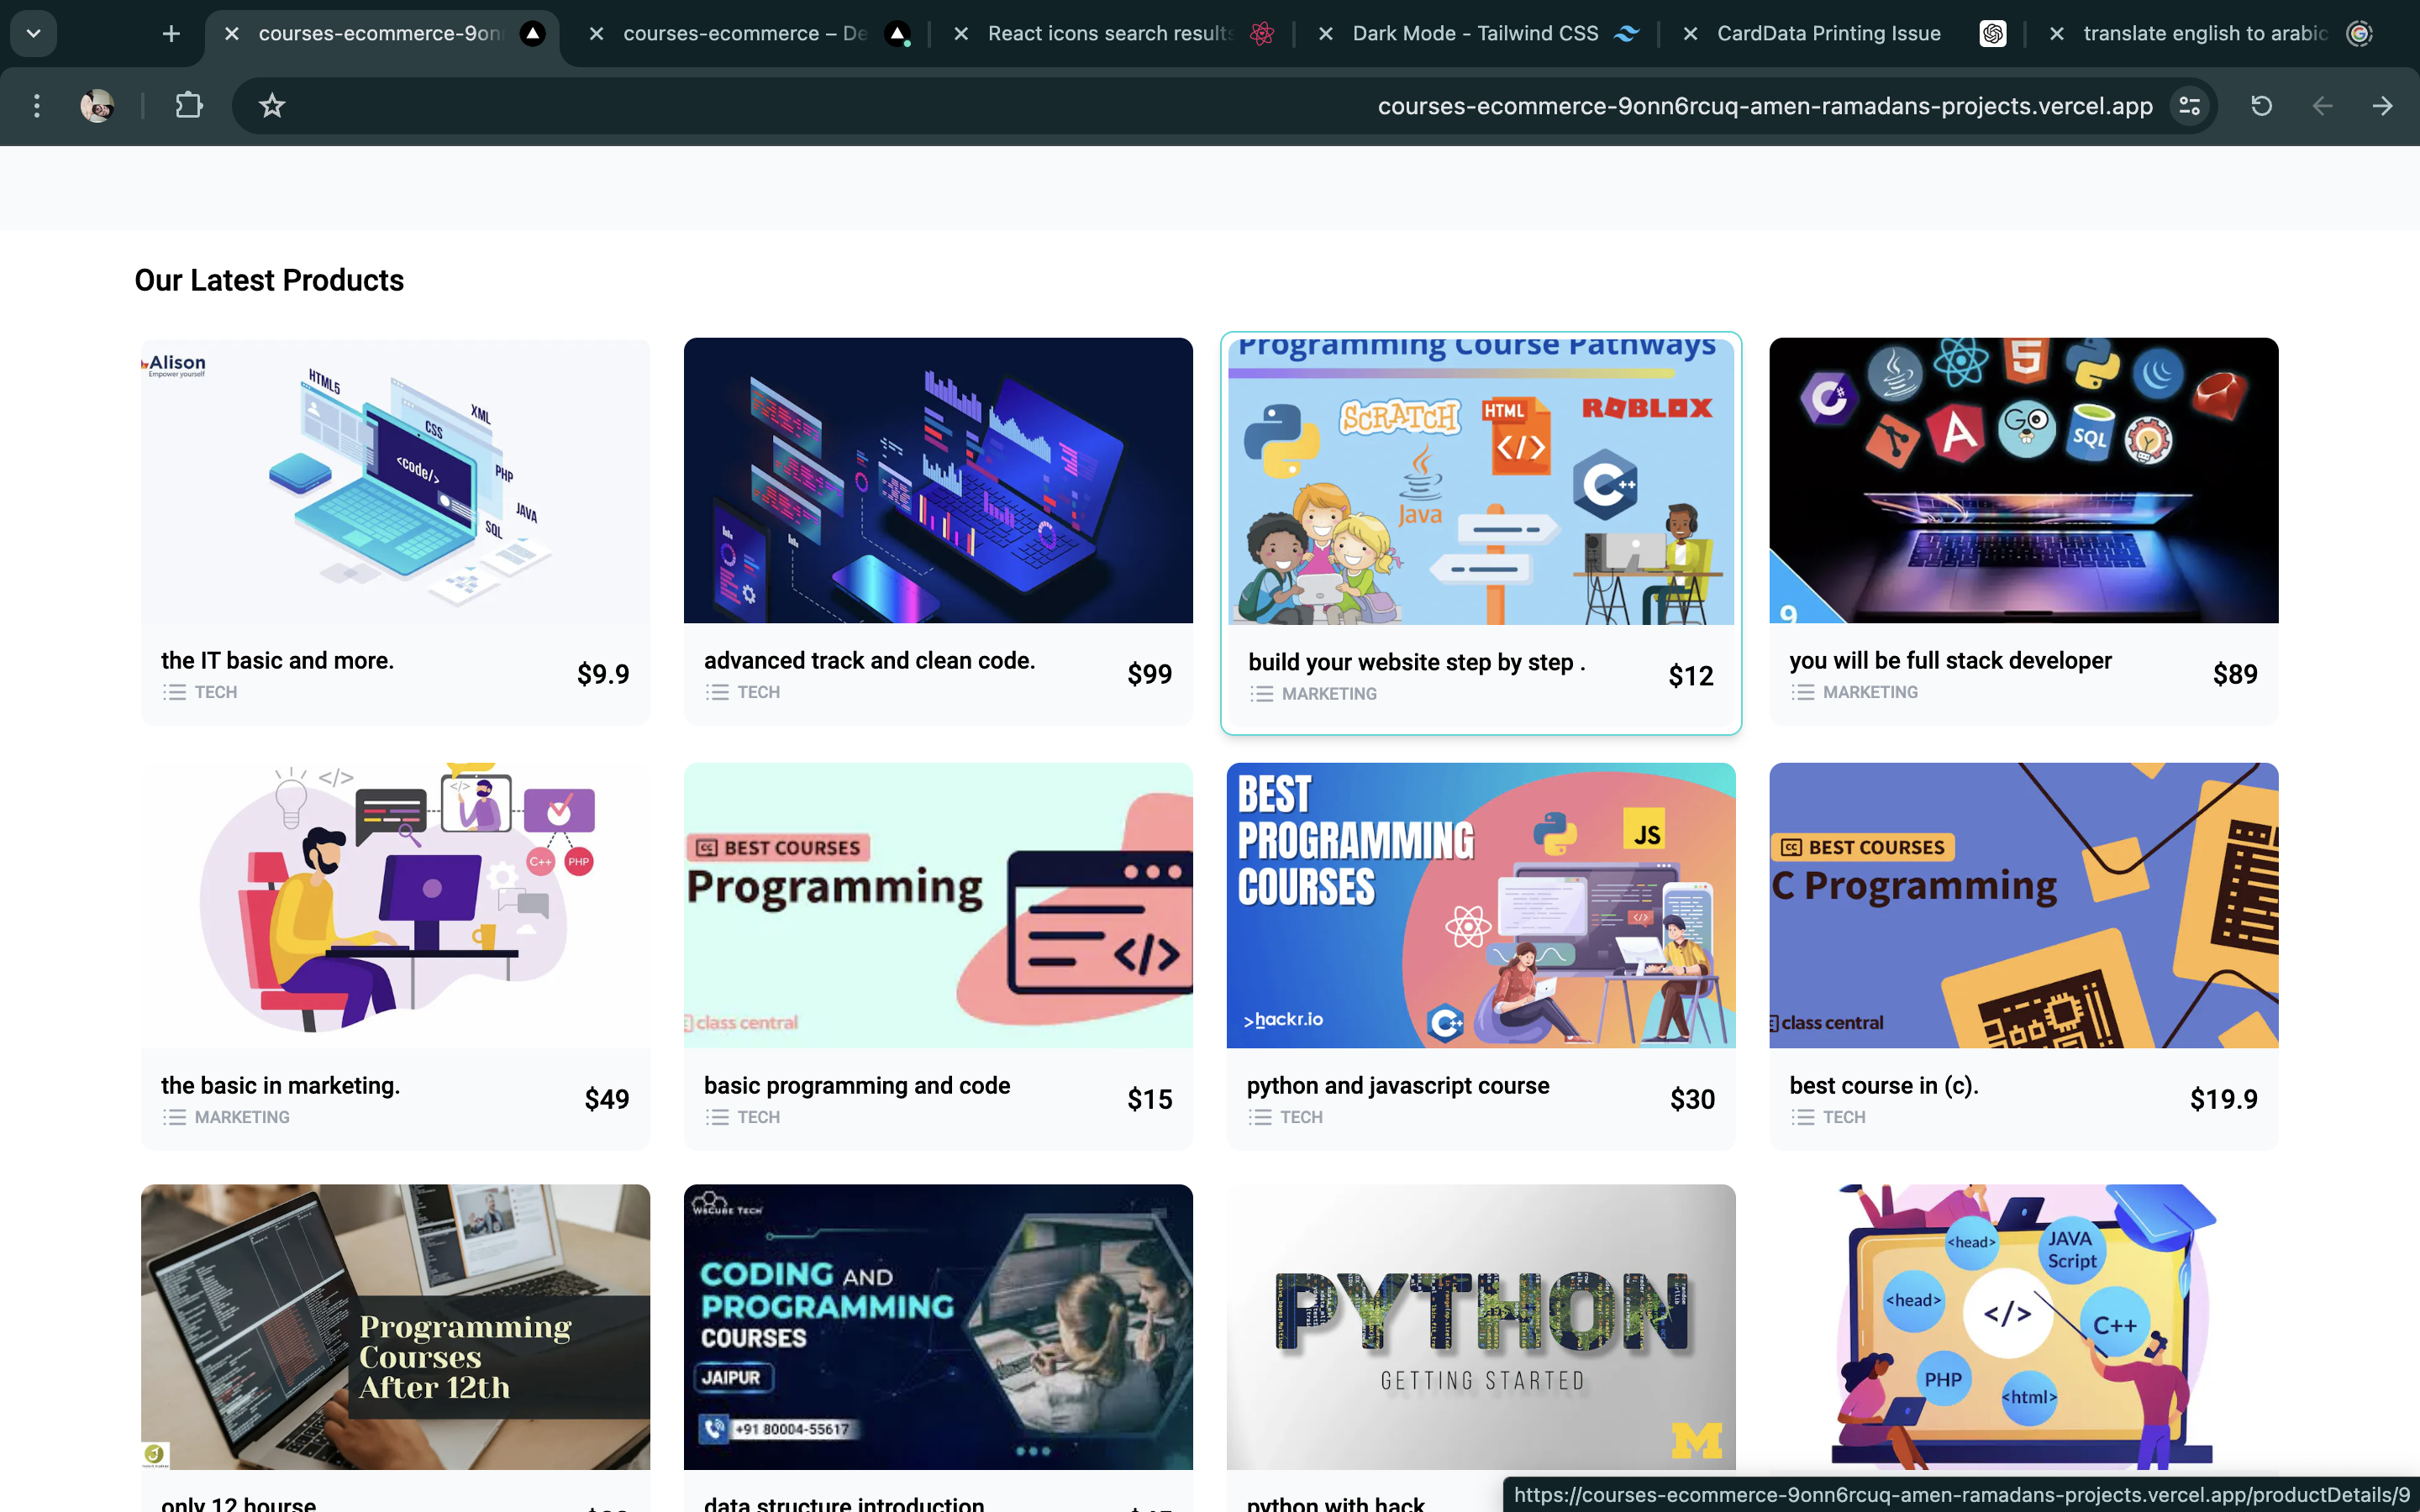 courses-ecommerce-9on
courses-ecommerce – De
React icons search results
Dark Mode - Tailwind CSS
CardData Printing Issue
translate english to arabic
courses-ecommerce-9onn6rcuq-amen-ramadans-projects.vercel.app
Our Latest Products
Alison
Empower yourself
HTML5
XML
CSS
<code/>
PHP
JAVA
SQL
Programming Course Pathways
SCRATCH
HTML
</>
ROBLOX
Java
C++
C#
GO
SQL
9
the IT basic and more.
$9.9
TECH
advanced track and clean code.
$99
TECH
build your website step by step .
$12
MARKETING
you will be full stack developer
$89
MARKETING
</>
</>
C++
PHP
CC BEST COURSES
Programming
</>
class central
BEST
PROGRAMMING
COURSES
JS
</>
>hackr.io
C++
CC BEST COURSES
C Programming
class central
the basic in marketing.
$49
MARKETING
basic programming and code
$15
TECH
python and javascript course
$30
TECH
best course in (c).
$19.9
TECH
Programming
Courses
After 12th
WSCUBE TECH
CODING AND
PROGRAMMING
COURSES
JAIPUR
+91 80004-55617
PYTHON
GETTING STARTED
M
<head>
JAVA
Script
<head>
</>
C++
PHP
<html>
only 12 hourse
data structure introduction
python with hack
https://courses-ecommerce-9onn6rcuq-amen-ramadans-projects.vercel.app/productDetails/9